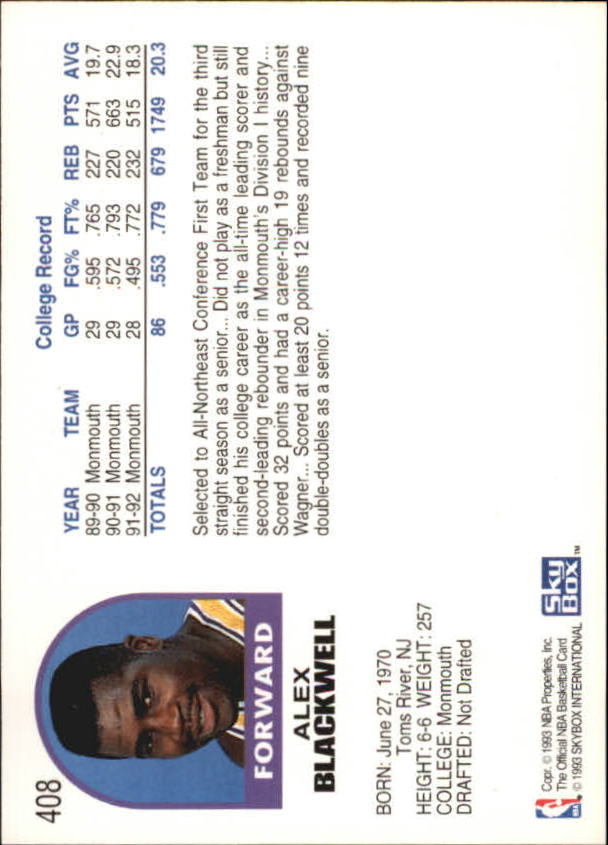 408
FORWARD
ALEX
BLACKWELL
BORN: June 27, 1970
Toms River, NJ
HEIGHT: 6-6 WEIGHT: 257
COLLEGE: Monmouth
DRAFTED: Not Drafted
NBA
Copr. © 1993 NBA Properties, Inc.
The Official NBA Basketball Card
© 1993 SKYBOX INTERNATIONAL
SkyBox™
College Record
YEAR TEAM GP FG% FT% REB PTS AVG
89-90 Monmouth 29 .595 .765 227 571 19.7
90-91 Monmouth 29 .572 .793 220 663 22.9
91-92 Monmouth 28 .495 .772 232 515 18.3
TOTALS 86 .553 .779 679 1749 20.3
Selected to All-Northeast Conference First Team for the third
straight season as a senior... Did not play as a freshman but still
finished his college career as the all-time leading scorer and
second-leading rebounder in Monmouth's Division I history...
Scored 32 points and had a career-high 19 rebounds against
Wagner... Scored at least 20 points 12 times and recorded nine
double-doubles as a senior.